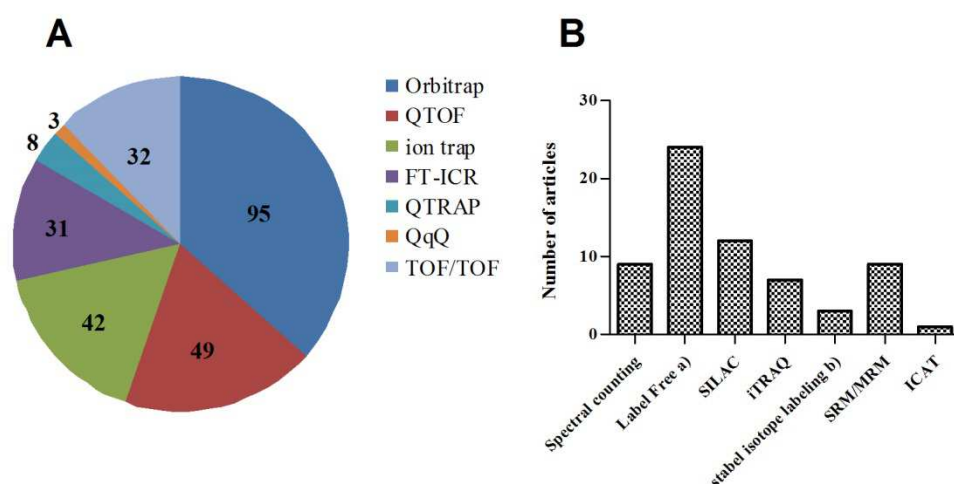 A
Orbitrap
QTOF
ion trap
FT-ICR
QTRAP
QqQ
TOF/TOF
95
49
42
31
8
3
32
B
Number of articles
30
20
10
0
Spectral counting
Label Free a)
SILAC
iTRAQ
stabel isotope labeling b)
SRM/MRM
ICAT